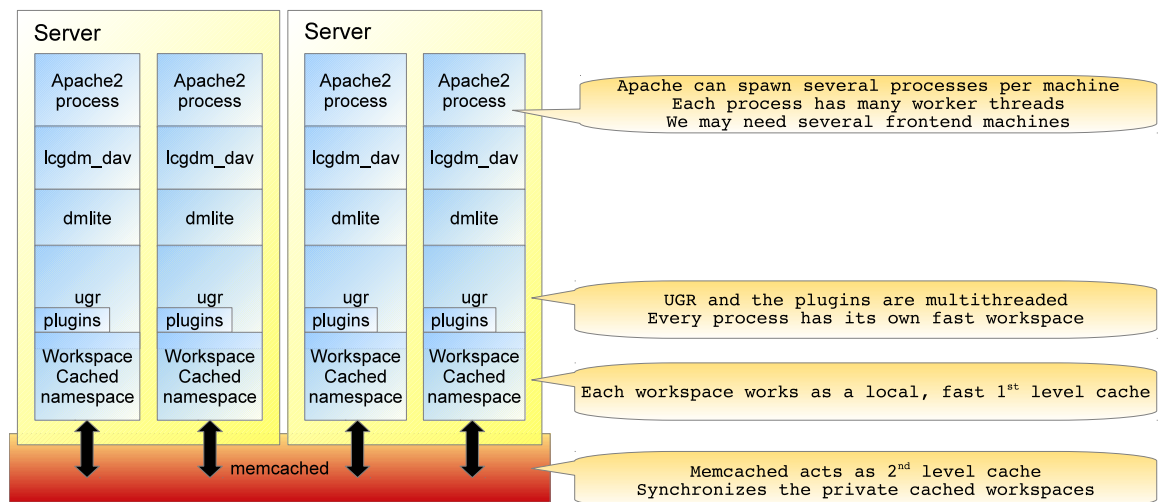 Server
Apache2
process
lcgdm_dav
dmlite
ugr
plugins
Workspace
Cached
namespace
Apache2
process
lcgdm_dav
dmlite
ugr
plugins
Workspace
Cached
namespace
Server
Apache2
process
lcgdm_dav
dmlite
ugr
plugins
Workspace
Cached
namespace
Apache2
process
lcgdm_dav
dmlite
ugr
plugins
Workspace
Cached
namespace
memcached
Apache can spawn several processes per machine
Each process has many worker threads
We may need several frontend machines
UGR and the plugins are multithreaded
Every process has its own fast workspace
Each workspace works as a local, fast 1st level cache
Memcached acts as 2nd level cache
Synchronizes the private cached workspaces